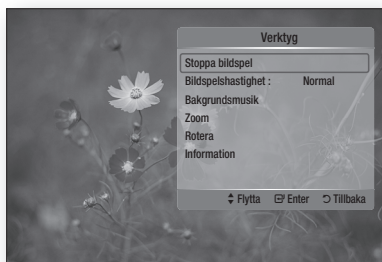 Verktyg
Stoppa bildspel
Bildspelshastighet : Normal
Bakgrundsmusik
Zoom
Rotera
Information
Flytta Enter Tillbaka